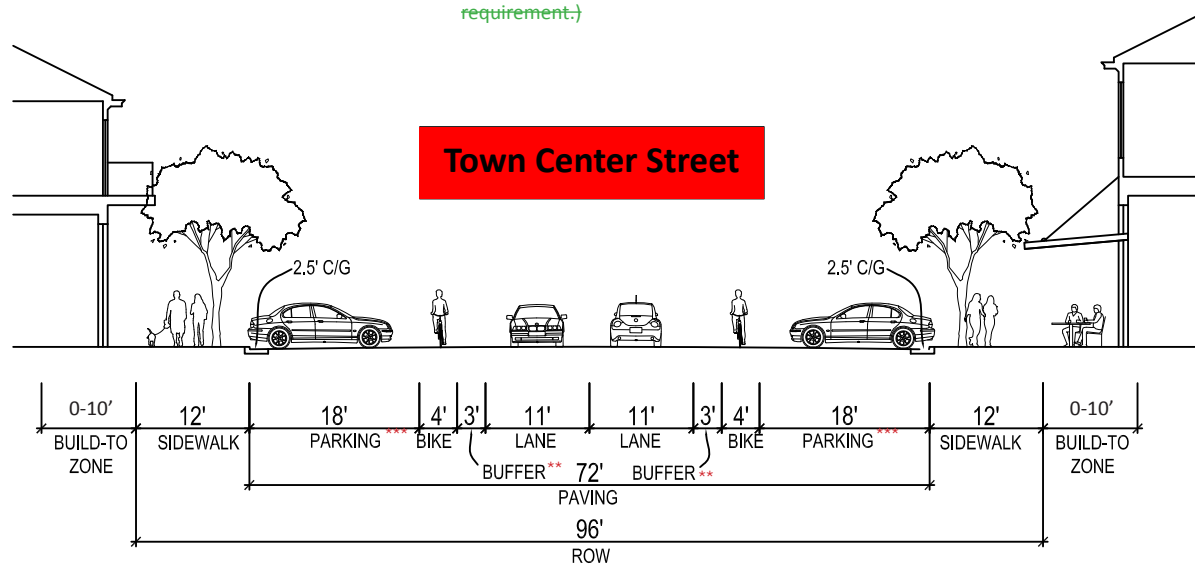 requirement.)
Town Center Street
2.5' C/G 2.5' C/G
0-10' 12' 18' 4' 3' 11' 11' 3' 4' 18' 12' 0-10'
BUILD-TO SIDEWALK PARKING*** BIKE LANE LANE BIKE PARKING*** SIDEWALK BUILD-TO
ZONE ZONE
BUFFER** 72' BUFFER**
PAVING
96'
ROW